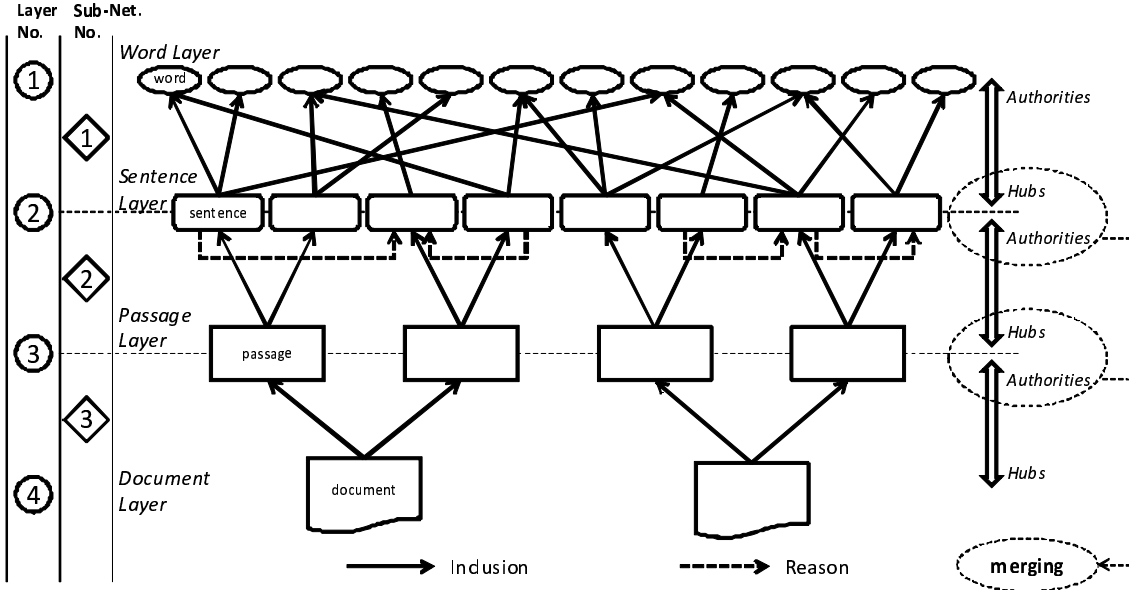 Layer No.
Sub-Net. No.
Word Layer
1
word
Authorities
1
Sentence Layer
Hubs
2
sentence
Authorities
2
Passage Layer
Hubs
3
passage
Authorities
3
Document Layer
Hubs
4
document
Inclusion
Reason
merging